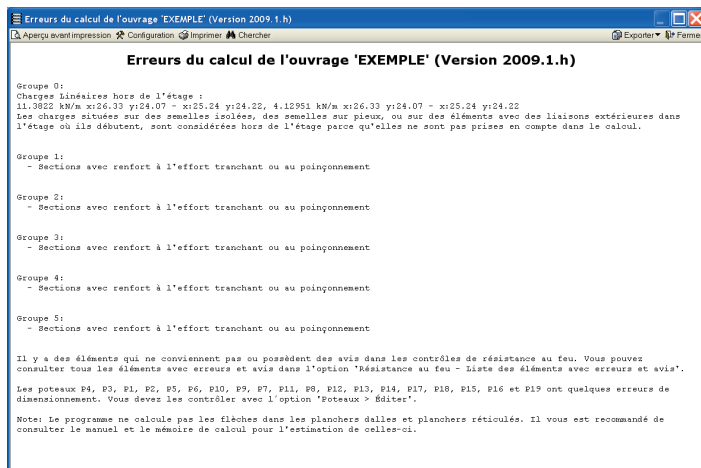 Erreurs du calcul de l'ouvrage 'EXEMPLE' (Version 2009.1.h)
Aperçu avant impression Configuration Imprimer Chercher Exporter Fermer
Erreurs du calcul de l'ouvrage 'EXEMPLE' (Version 2009.1.h)
Groupe 0:
Charges Linéaires hors de l'étage :
11.3822 kN/m x:26.33 y:24.07 - x:25.24 y:24.22, 4.12951 kN/m x:26.33 y:24.07 - x:25.24 y:24.22
Les charges situées sur des semelles isolées, des semelles sur pieux, ou sur des éléments avec des liaisons extérieures dans
l'étage où ils débutent, sont considérées hors de l'étage parce qu'elles ne sont pas prises en compte dans le calcul.
Groupe 1:
- Sections avec renfort à l'effort tranchant ou au poinçonnement
Groupe 2:
- Sections avec renfort à l'effort tranchant ou au poinçonnement
Groupe 3:
- Sections avec renfort à l'effort tranchant ou au poinçonnement
Groupe 4:
- Sections avec renfort à l'effort tranchant ou au poinçonnement
Groupe 5:
- Sections avec renfort à l'effort tranchant ou au poinçonnement
Il y a des éléments qui ne conviennent pas ou possèdent des avis dans les contrôles de résistance au feu. Vous pouvez
consulter tous les éléments avec erreurs et avis dans l'option 'Résistance au feu - Liste des éléments avec erreurs et avis'.
Les poteaux P4, P3, P1, P2, P5, P6, P10, P9, P7, P11, P8, P12, P13, P14, P17, P18, P15, P16 et P19 ont quelques erreurs de
dimensionnement. Vous devez les contrôler avec l'option 'Poteaux > Éditer'.
Note: Le programme ne calcule pas les flèches dans les planchers dalles et planchers réticulés. Il vous est recommandé de
consulter le manuel et le mémoire de calcul pour l'estimation de celles-ci.